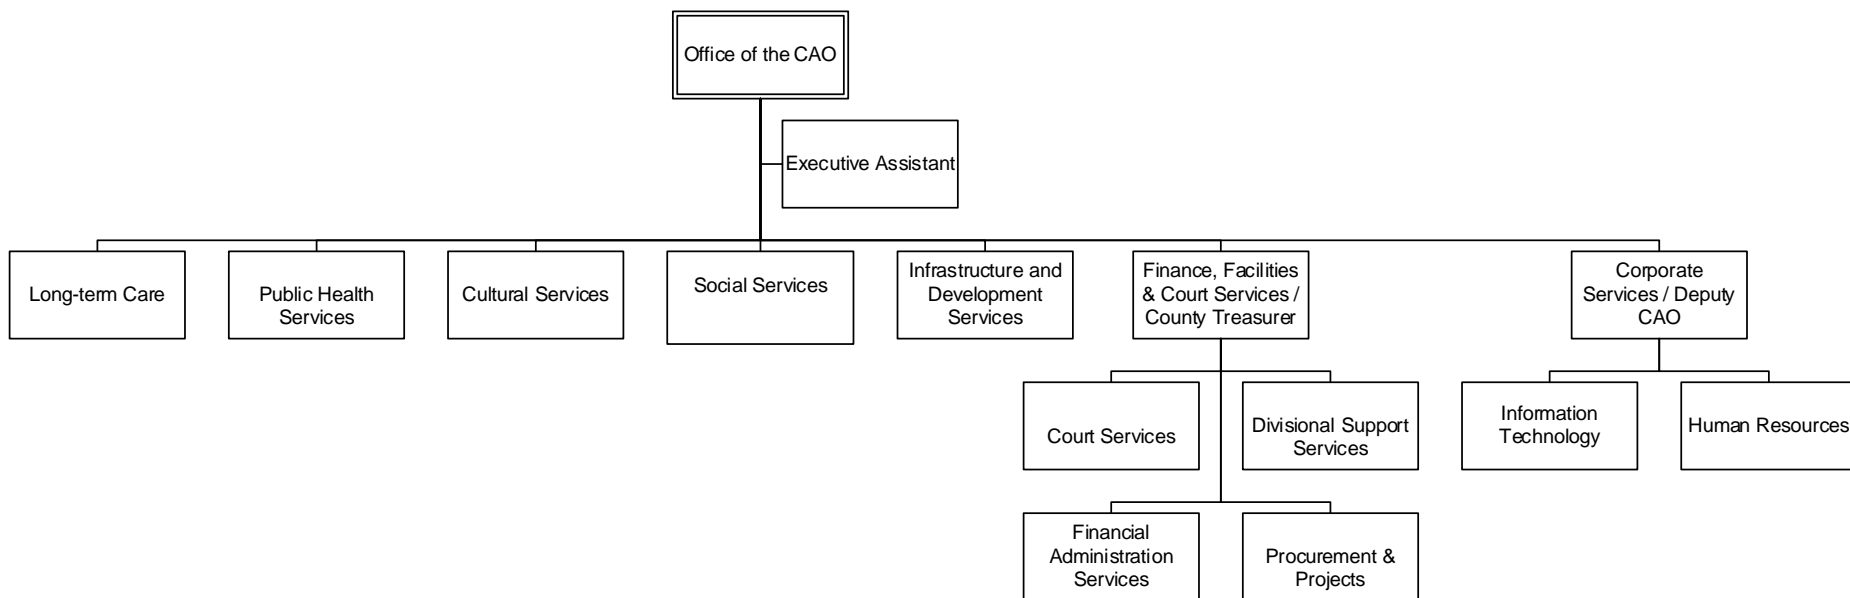 Office of the CAO
Executive Assistant
Long-term Care
Public Health
Services
Cultural Services
Social Services
Infrastructure and
Development
Services
Finance, Facilities
& Court Services /
County Treasurer
Corporate
Services / Deputy
CAO
Court Services
Divisional Support
Services
Information
Technology
Human Resources
Financial
Administration
Services
Procurement &
Projects